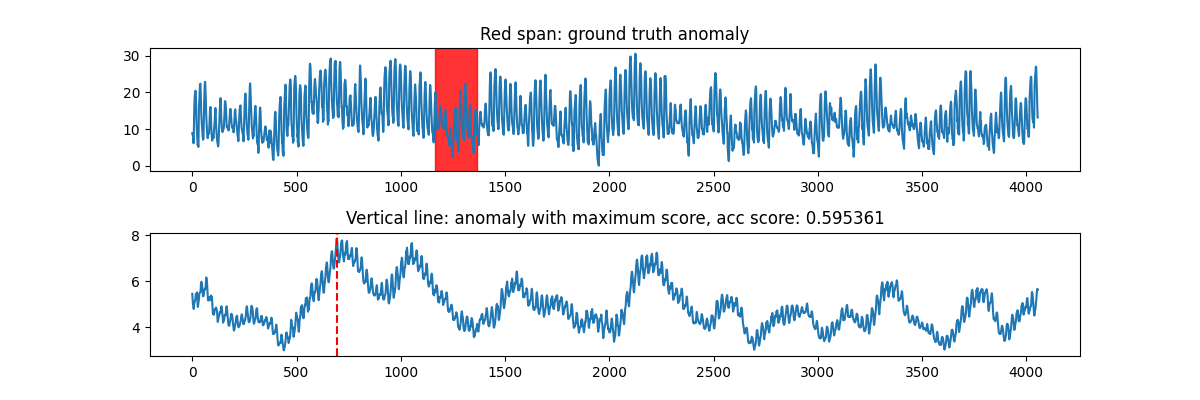 Red span: ground truth anomaly
30
20
10
0
0 500 1000 1500 2000 2500 3000 3500 4000
Vertical line: anomaly with maximum score, acc score: 0.595361
8
6
4
0 500 1000 1500 2000 2500 3000 3500 4000